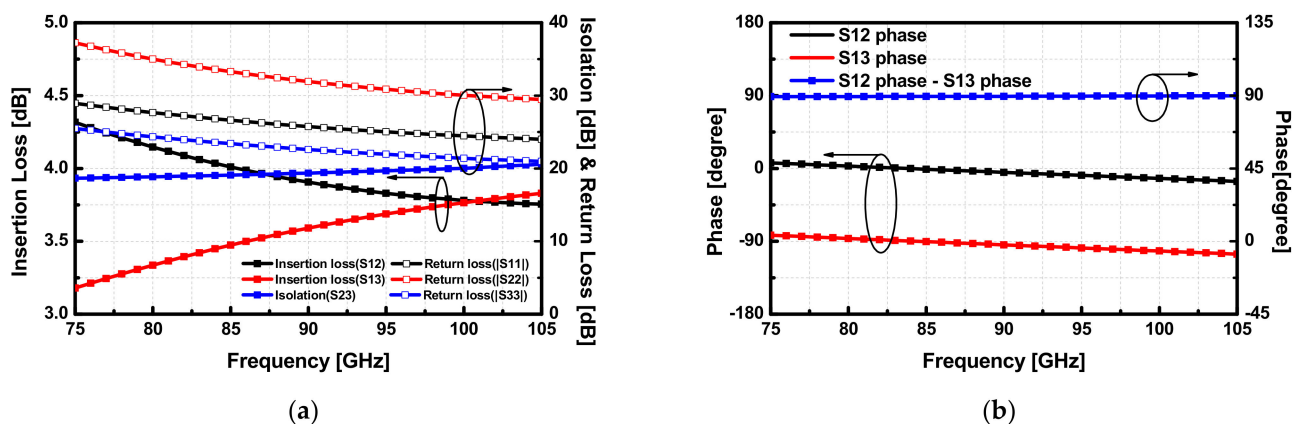 5.0
4.5
4.0
3.5
3.0
Insertion Loss [dB]
40
30
20
10
0
Isolation [dB] & Return Loss [dB]
Insertion loss(S12)
Insertion loss(S13)
Isolation(S23)
Return loss(|S11|)
Return loss(|S22|)
Return loss(|S33|)
75 80 85 90 95 100 105
Frequency [GHz]
(a)
180
90
0
-90
-180
Phase [degree]
S12 phase
S13 phase
S12 phase - S13 phase
135
90
45
0
-45
Phase[degree]
75 80 85 90 95 100 105
Frequency [GHz]
(b)